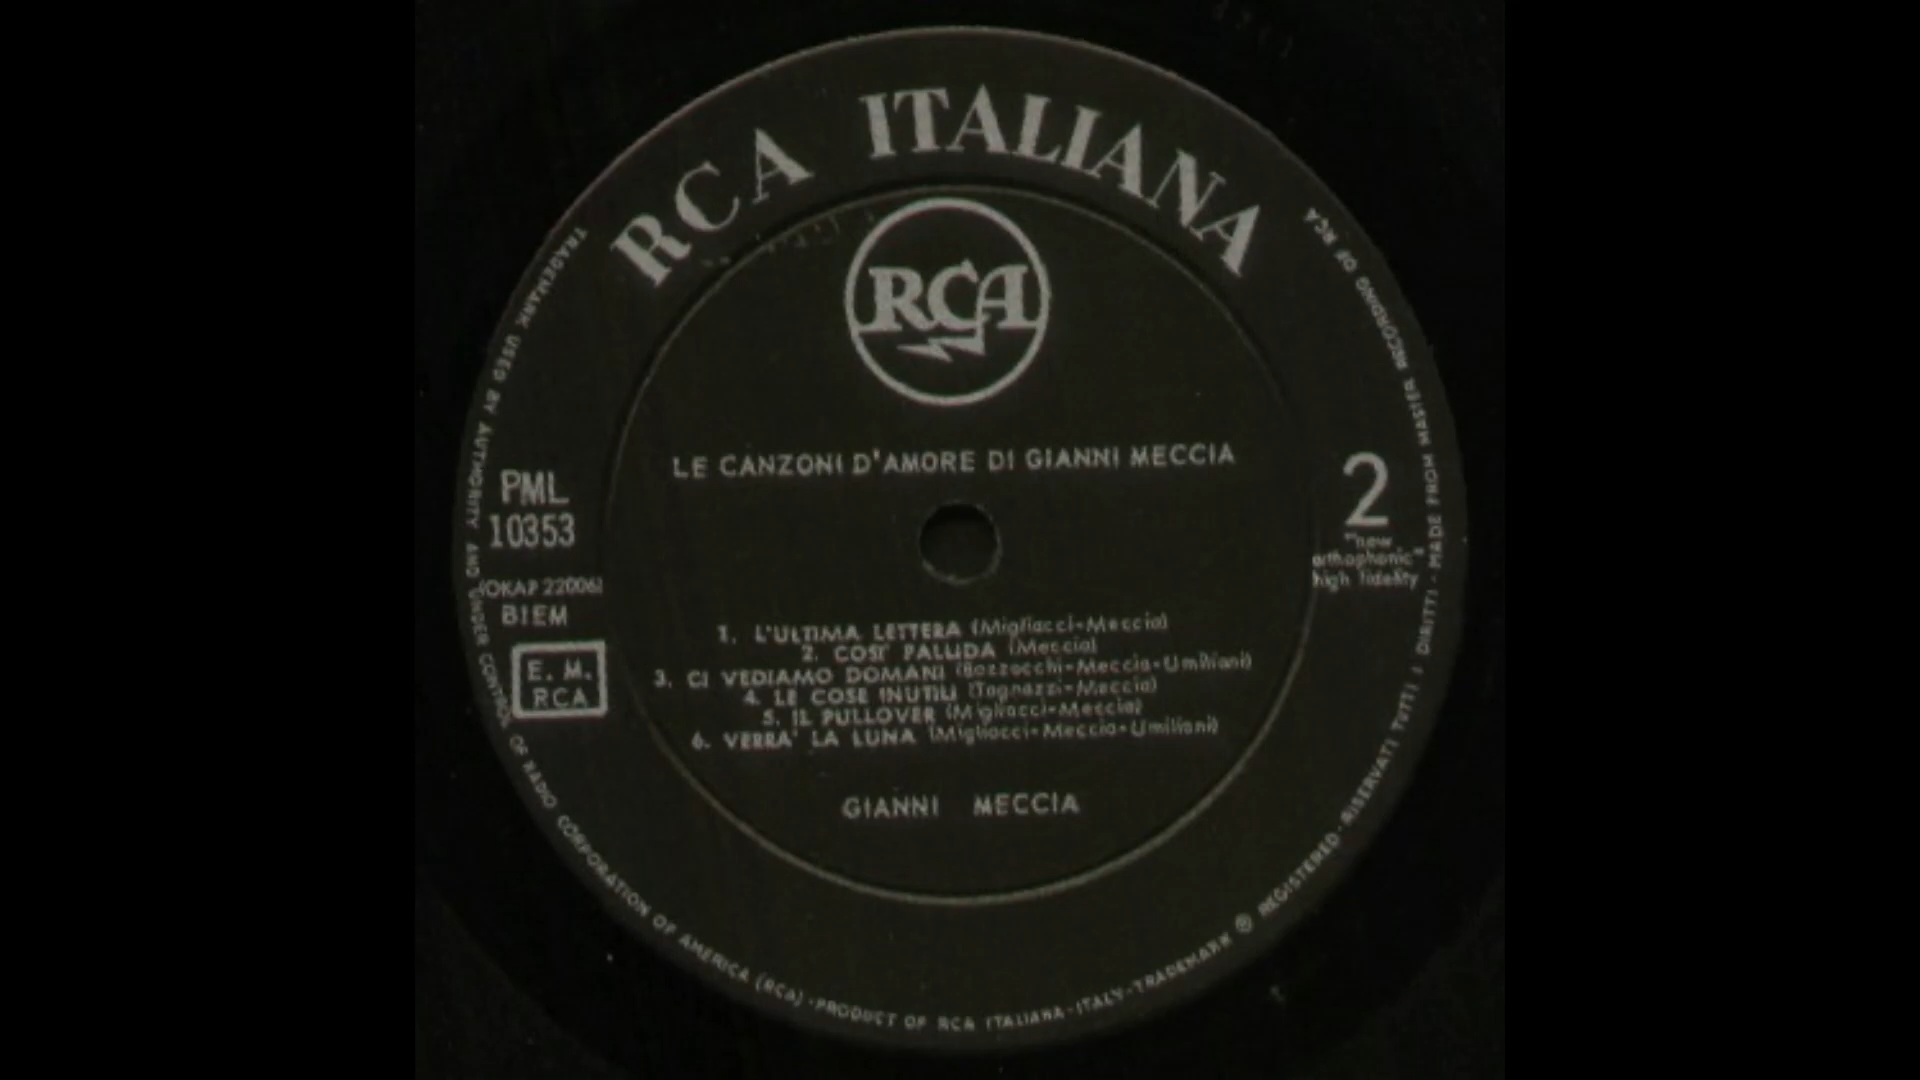 RCA ITALIANA
RCA
LE CANZONI D'AMORE DI GIANNI MECCIA
PML
10353
(OKAP 22006)
BIEM
E. M.
RCA
2
"new
orthophonic"
high fidelity
1. L'ULTIMA LETTERA (Migliacci-Meccia)
2. COSI' PALLIDA (Meccia)
3. CI VEDIAMO DOMANI (Bazzocchi-Meccia-Umiliani)
4. LE COSE INUTILI (Tognazzi-Meccia)
5. IL PULLOVER (Migliacci-Meccia)
6. VERRA' LA LUNA (Migliacci-Meccia-Umiliani)
GIANNI MECCIA
TRADEMARK USED BY AUTHORITY AND UNDER CONTROL OF RADIO CORPORATION OF AMERICA (RCA) - PRODUCT OF RCA ITALIANA - ITALY - TRADEMARK ® REGISTERED - RISERVATI TUTTI I DIRITTI - MADE FROM MASTER RECORDING OF RCA